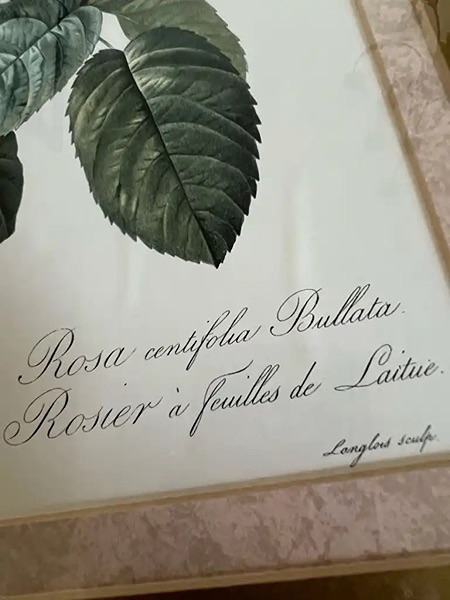 Rosa centifolia Bullata.
Rosier à feuilles de Laitue.
Langlois sculp.